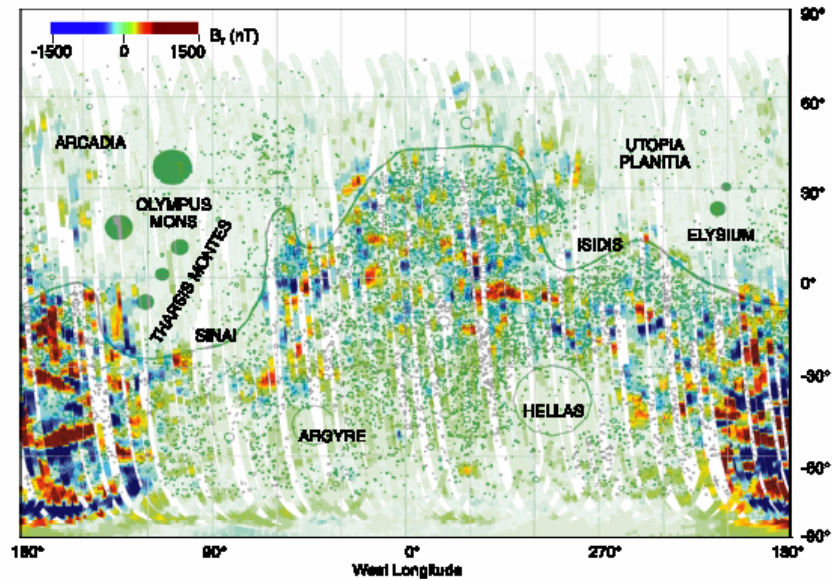 90°
-1500 0 1500 Br (nT)
60°
ARCADIA
UTOPIA
PLANITIA
30°
OLYMPUS
MONS
ELYSIUM
ISIDIS
THARSIS MONTES
0°
SINAI
-30°
HELLAS
ARGYRE
-60°
-90°
180° 90° 0° 270° 180°
West Longitude